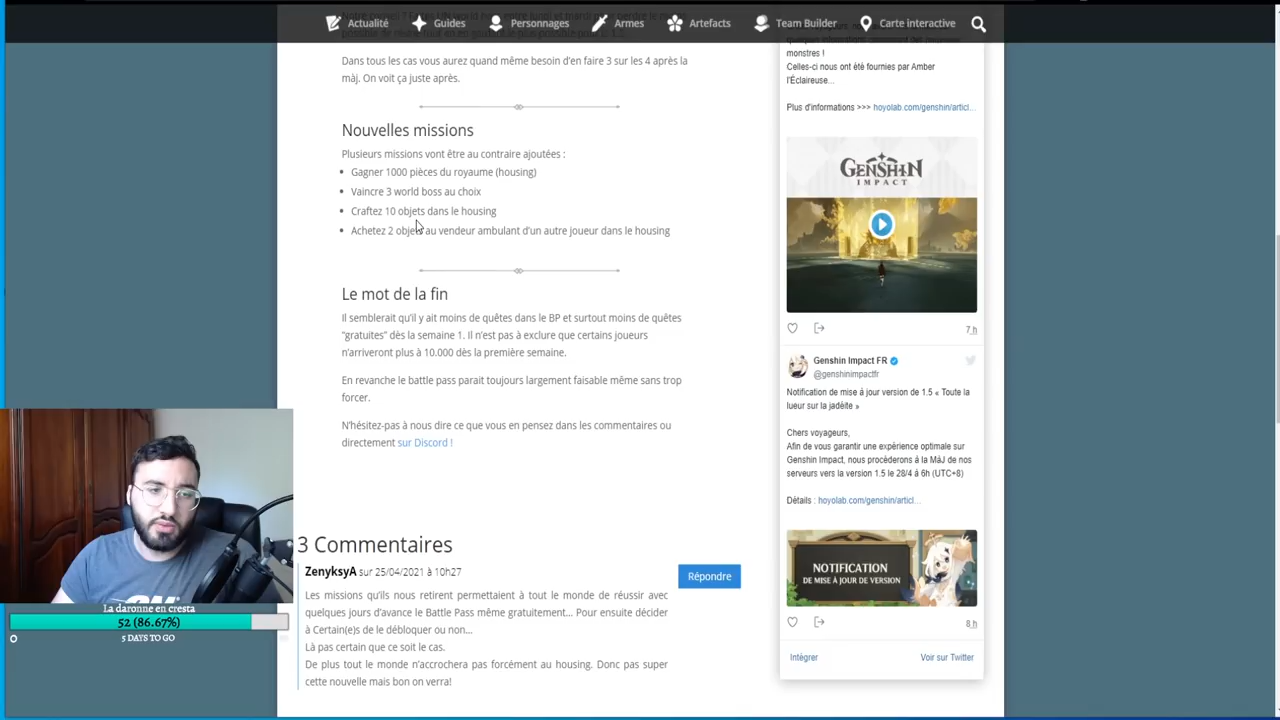 Actualité
Guides
Personnages
Armes
Artefacts
Team Builder
Carte interactive
Dans tous les cas vous aurez quand même besoin d'en faire 3 sur les 4 après la
màj. On voit ça juste après.
Nouvelles missions
Plusieurs missions vont être au contraire ajoutées :
Gagner 1000 pièces du royaume (housing)
Vaincre 3 world boss au choix
Craftez 10 objets dans le housing
Achetez 2 objets au vendeur ambulant d'un autre joueur dans le housing
Le mot de la fin
Il semblerait qu'il y ait moins de quêtes dans le BP et surtout moins de quêtes
"gratuites" dès la semaine 1. Il n'est pas à exclure que certains joueurs
n'arriveront plus à 10.000 dès la première semaine.
En revanche le battle pass parait toujours largement faisable même sans trop
forcer.
N'hésitez-pas à nous dire ce que vous en pensez dans les commentaires ou
directement sur Discord !
3 Commentaires
ZenyksyA sur 25/04/2021 à 10h27
Répondre
Les missions qu'ils nous retirent permettaient à tout le monde de réussir avec
quelques jours d'avance le Battle Pass même gratuitement... Pour ensuite décider
à Certain(e)s de le débloquer ou non...
Là pas certain que ce soit le cas.
De plus tout le monde n'accrochera pas forcément au housing. Donc pas super
cette nouvelle mais bon on verra!
monstres !
Celles-ci nous ont été fournies par Amber
l'Éclaireuse...
Plus d'informations >>> hoyolab.com/genshin/articl...
GENSHIN
IMPACT
7 h
Genshin Impact FR
@genshinimpactfr
Notification de mise à jour version de 1.5 « Toute la
lueur sur la jadéite »
Chers voyageurs,
Afin de vous garantir une expérience optimale sur
Genshin Impact, nous procèderons à la MàJ de nos
serveurs vers la version 1.5 le 28/4 à 6h (UTC+8)
Détails : hoyolab.com/genshin/articl...
NOTIFICATION
DE MISE À JOUR DE VERSION
8 h
Intégrer
Voir sur Twitter
La daronne en cresta
52 (86.67%)
0
5 DAYS TO GO